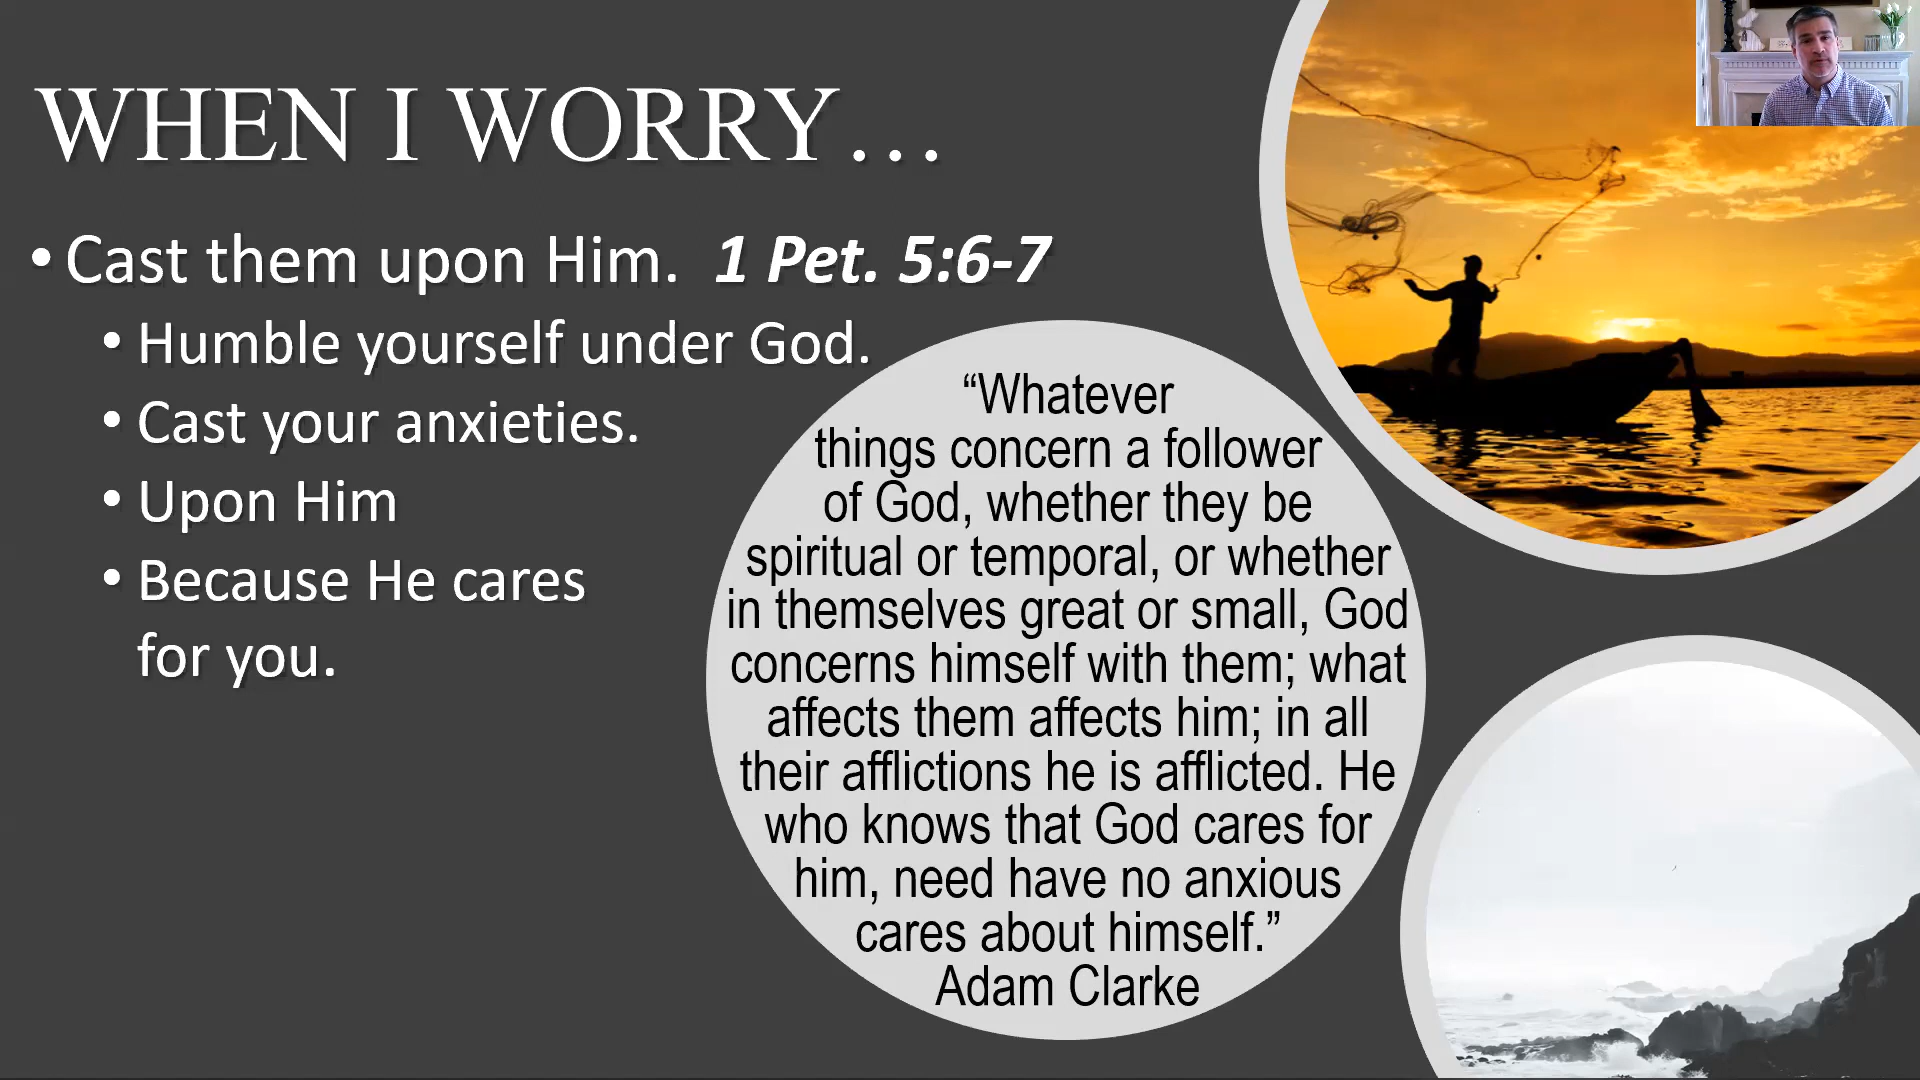 WHEN I WORRY…
• Cast them upon Him.  1 Pet. 5:6-7
• Humble yourself under God.
• Cast your anxieties.
• Upon Him
• Because He cares
for you.
“Whatever
things concern a follower
of God, whether they be
spiritual or temporal, or whether
in themselves great or small, God
concerns himself with them; what
affects them affects him; in all
their afflictions he is afflicted. He
who knows that God cares for
him, need have no anxious
cares about himself.”
Adam Clarke